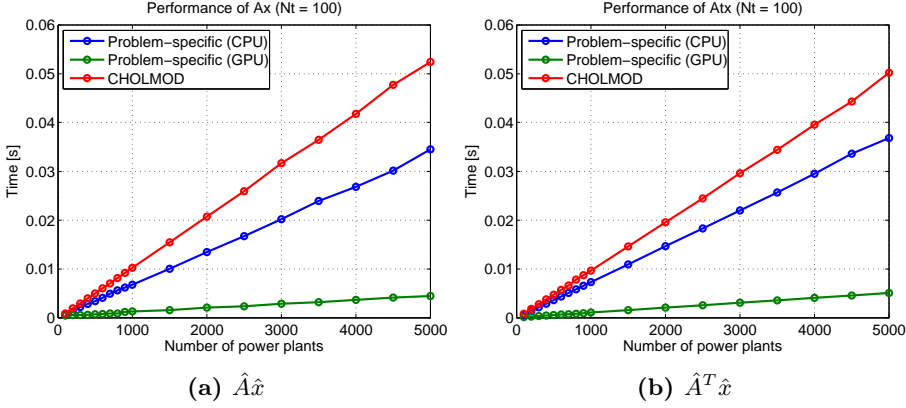 Performance of Ax (Nt = 100)
0.06
0.05
0.04
0.03
0.02
0.01
0
Time [s]
Problem−specific (CPU)
Problem−specific (GPU)
CHOLMOD
0 1000 2000 3000 4000 5000
Number of power plants
(a) Âx̂
Performance of Atx (Nt = 100)
0.06
0.05
0.04
0.03
0.02
0.01
0
Time [s]
Problem−specific (CPU)
Problem−specific (GPU)
CHOLMOD
0 1000 2000 3000 4000 5000
Number of power plants
(b) Â^T x̂